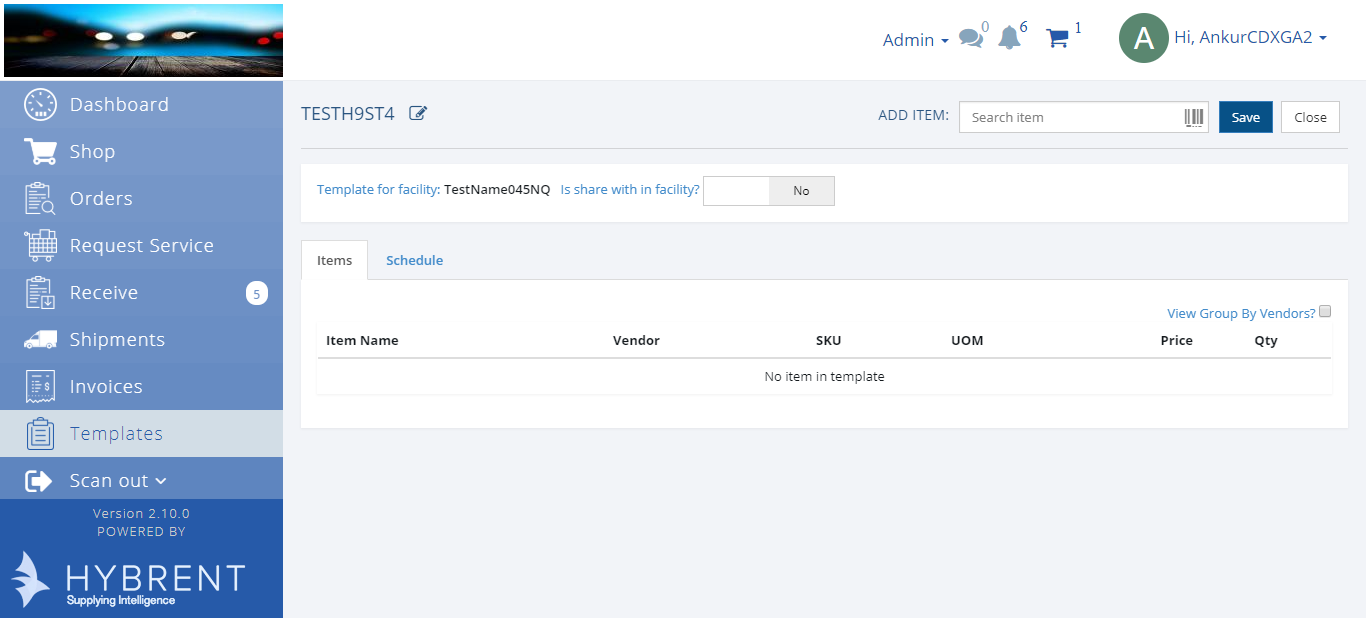 Admin 0 6 1 A Hi, AnkurCDXGA2
Dashboard
Shop
Orders
Request Service
Receive 5
Shipments
Invoices
Templates
Scan out
Version 2.10.0
POWERED BY
HYBRENT
Supplying Intelligence
TESTH9ST4 ADD ITEM: Search item Save Close
Template for facility: TestName045NQ Is share with in facility? No
Items Schedule
View Group By Vendors?
Item Name Vendor SKU UOM Price Qty
No item in template